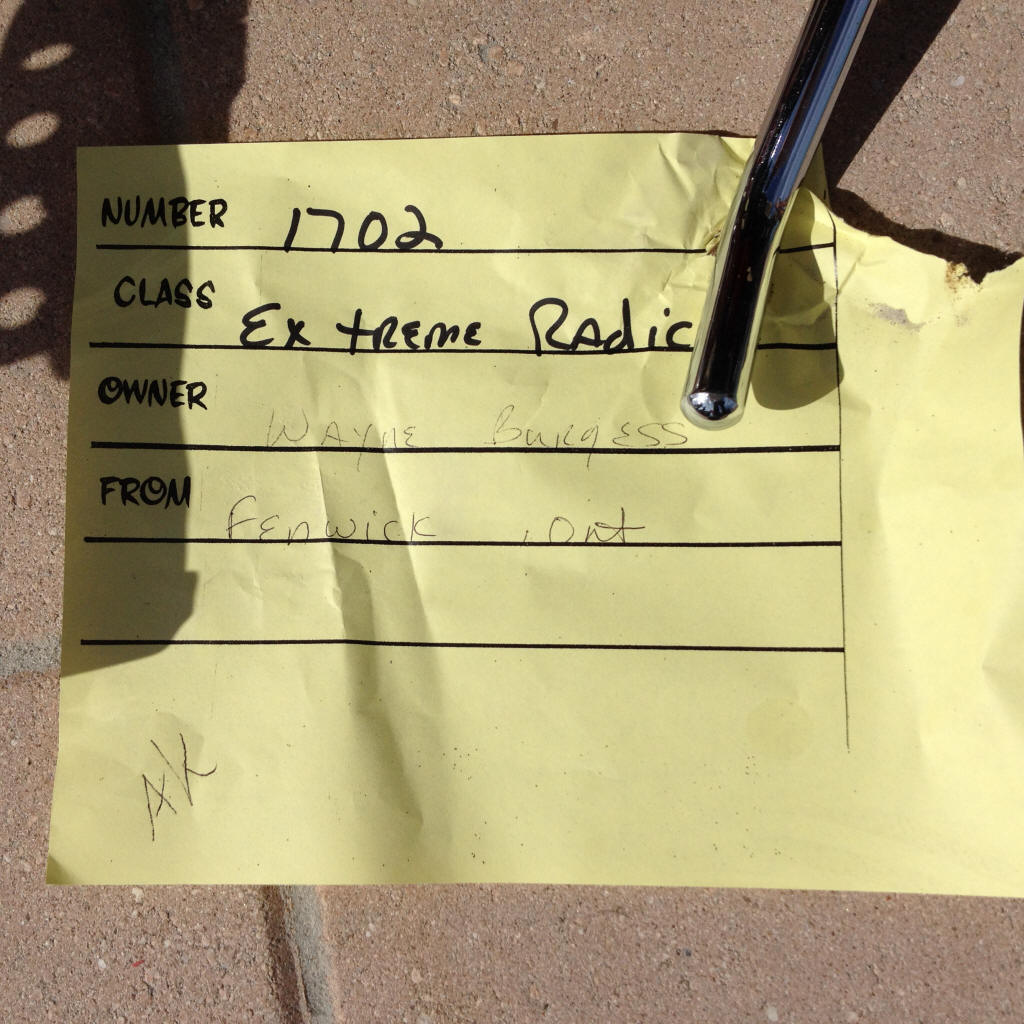 NUMBER 1702
CLASS Extreme Radic
OWNER Wayne Burgess
FROM Fenwick, Ont